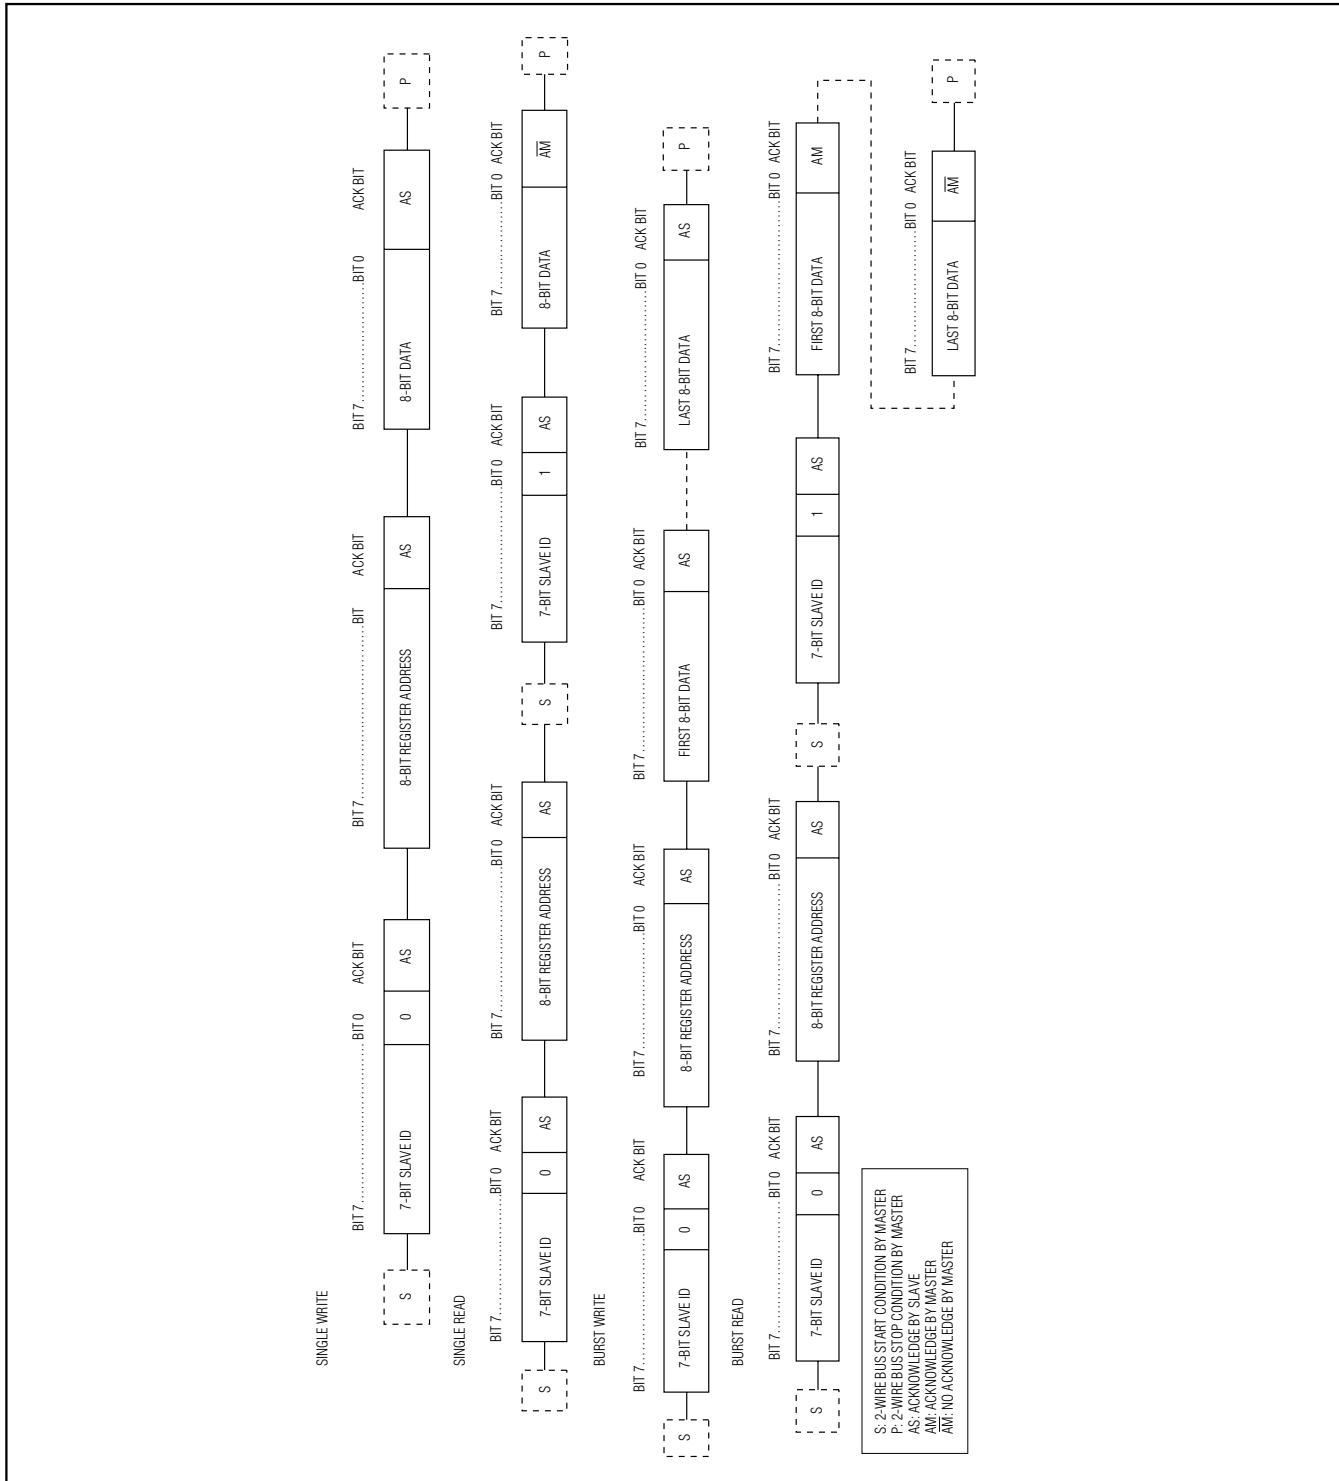 SINGLE WRITE
BIT 7........................BIT 0 ACK BIT BIT 7........................BIT ACK BIT BIT 7........................BIT 0 ACK BIT
S 7-BIT SLAVE ID 0 AS 8-BIT REGISTER ADDRESS AS 8-BIT DATA AS P
SINGLE READ
BIT 7........................BIT 0 ACK BIT BIT 7........................BIT 0 ACK BIT BIT 7........................BIT 0 ACK BIT BIT 7........................BIT 0 ACK BIT
S 7-BIT SLAVE ID 0 AS 8-BIT REGISTER ADDRESS AS S 7-BIT SLAVE ID 1 AS 8-BIT DATA A̅M̅ P
BURST WRITE
BIT 7........................BIT 0 ACK BIT BIT 7........................BIT 0 ACK BIT BIT 7........................BIT 0 ACK BIT BIT 7........................BIT 0 ACK BIT
S 7-BIT SLAVE ID 0 AS 8-BIT REGISTER ADDRESS AS FIRST 8-BIT DATA AS LAST 8-BIT DATA AS P
BURST READ
BIT 7........................BIT 0 ACK BIT BIT 7........................BIT 0 ACK BIT BIT 7........................BIT 0 ACK BIT
S 7-BIT SLAVE ID 0 AS 8-BIT REGISTER ADDRESS AS S 7-BIT SLAVE ID 1 AS FIRST 8-BIT DATA AM
BIT 7........................BIT 0 ACK BIT
LAST 8-BIT DATA A̅M̅ P
S: 2-WIRE BUS START CONDITION BY MASTER
P: 2-WIRE BUS STOP CONDITION BY MASTER
AS: ACKNOWLEDGE BY SLAVE
AM: ACKNOWLEDGE BY MASTER
A̅M̅: NO ACKNOWLEDGE BY MASTER